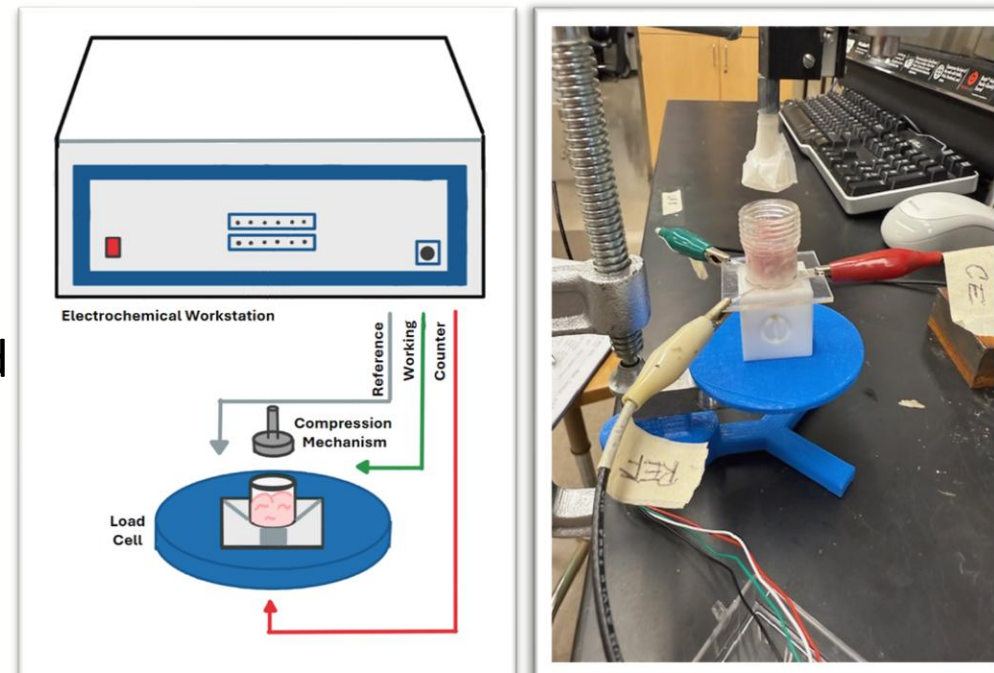 Electrochemical Workstation
Reference
Working
Counter
Compression
Mechanism
Load
Cell
CE
REF